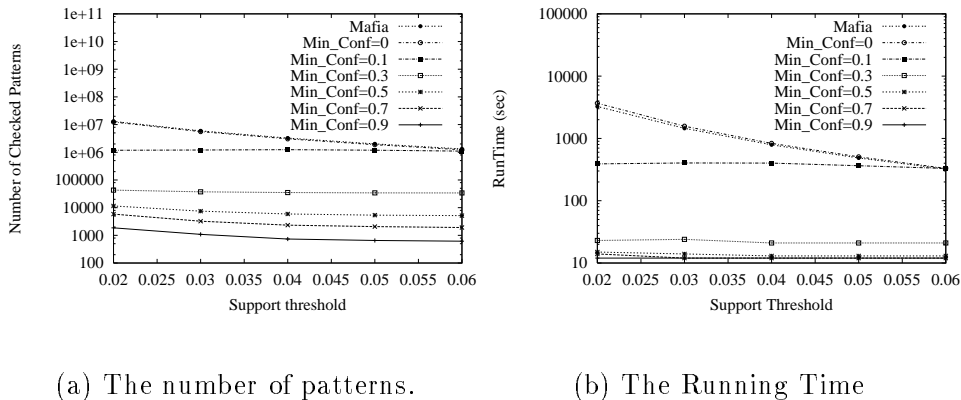 Number of Checked Patterns
1e+11
1e+10
1e+09
1e+08
1e+07
1e+06
100000
10000
1000
100
Mafia
Min_Conf=0
Min_Conf=0.1
Min_Conf=0.3
Min_Conf=0.5
Min_Conf=0.7
Min_Conf=0.9
0.02 0.025 0.03 0.035 0.04 0.045 0.05 0.055 0.06
Support threshold
RunTime (sec)
100000
10000
1000
100
10
Mafia
Min_Conf=0
Min_Conf=0.1
Min_Conf=0.3
Min_Conf=0.5
Min_Conf=0.7
Min_Conf=0.9
0.02 0.025 0.03 0.035 0.04 0.045 0.05 0.055 0.06
Support Threshold
(a) The number of patterns.
(b) The Running Time